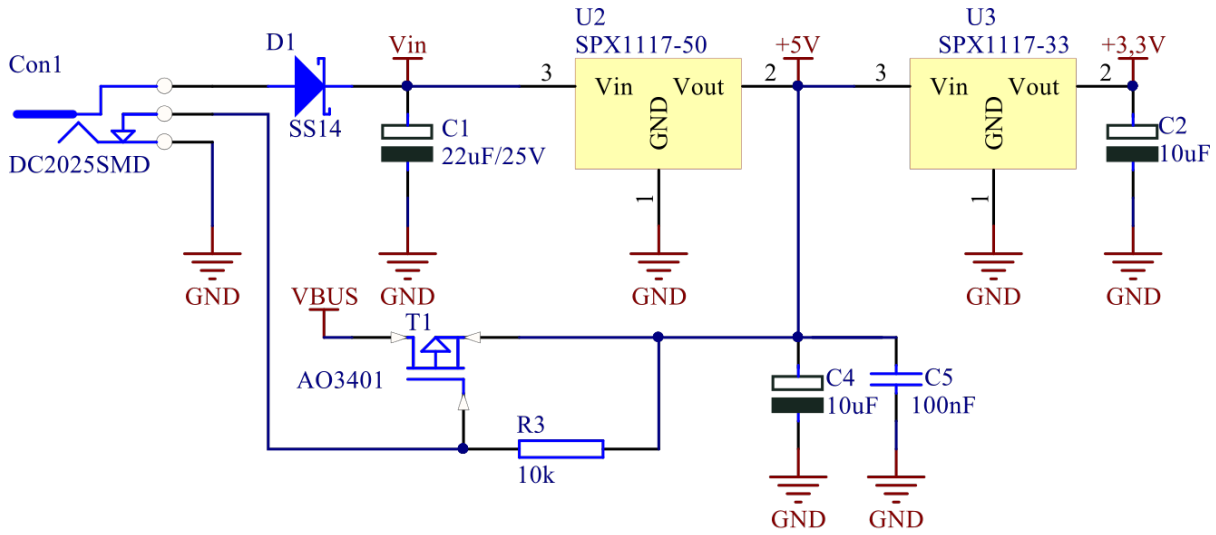 Con1
DC2025SMD
D1
SS14
Vin
C1
22uF/25V
U2
SPX1117-50
3
Vin
Vout
GND
2
1
+5V
U3
SPX1117-33
3
Vin
Vout
GND
2
1
+3,3V
C2
10uF
GND
GND
GND
GND
GND
VBUS
T1
AO3401
R3
10k
C4
10uF
C5
100nF
GND
GND